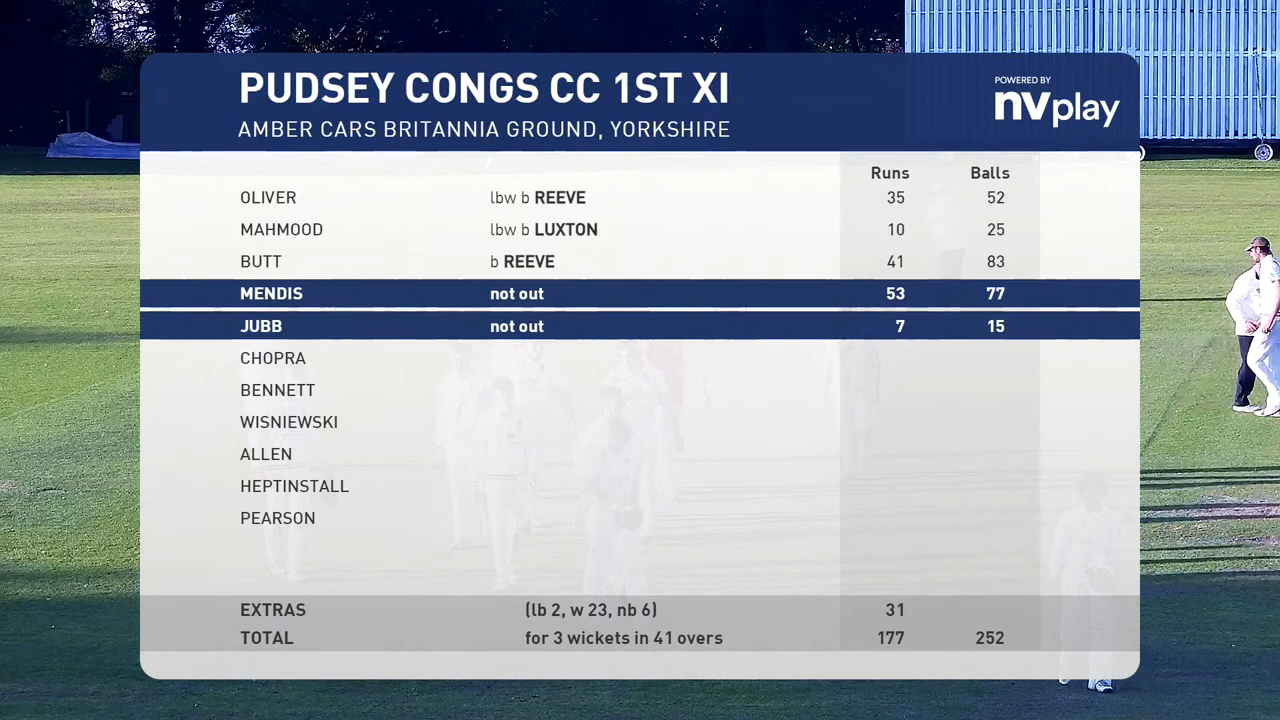 PUDSEY CONGS CC 1ST XI
AMBER CARS BRITANNIA GROUND, YORKSHIRE
POWERED BY
nvplay
Runs Balls
OLIVER lbw b REEVE 35 52
MAHMOOD lbw b LUXTON 10 25
BUTT b REEVE 41 83
MENDIS not out 53 77
JUBB not out 7 15
CHOPRA
BENNETT
WISNIEWSKI
ALLEN
HEPTINSTALL
PEARSON
EXTRAS (lb 2, w 23, nb 6) 31
TOTAL for 3 wickets in 41 overs 177 252